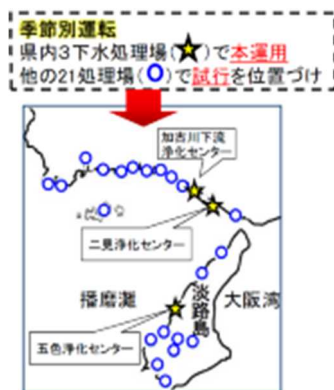 季節別運転
県内3下水処理場(★)で本運用
他の21処理場(○)で試行を位置づけ
加古川下流
浄化センター
二見浄化センター
播磨灘
淡路島
大阪湾
五色浄化センター